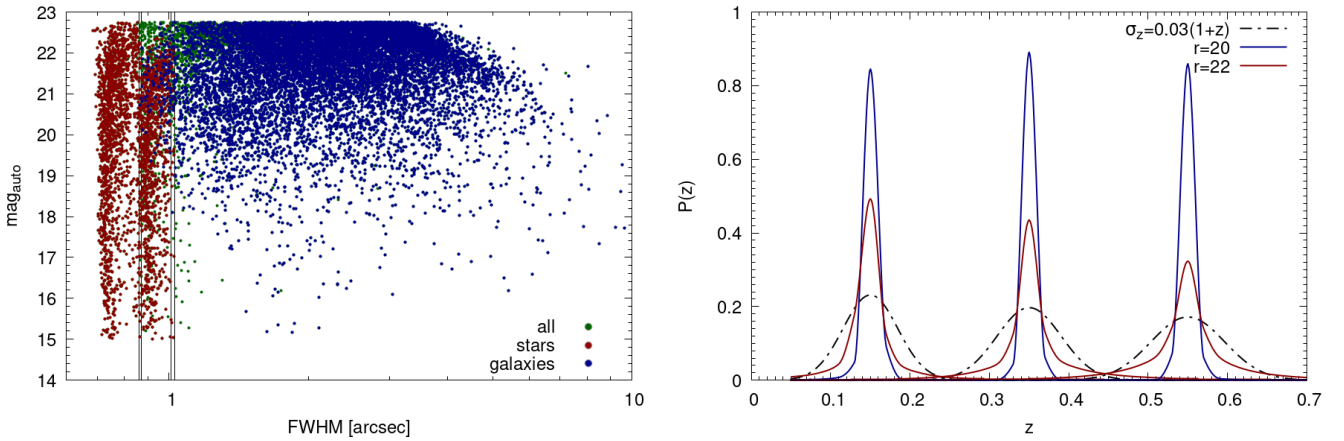 23
22
21
20
19
18
17
16
15
14
mag_auto
1
10
FWHM [arcsec]
all
stars
galaxies
1
0.8
0.6
0.4
0.2
0
P(z)
0
0.1
0.2
0.3
0.4
0.5
0.6
0.7
z
σ_z=0.03(1+z)
r=20
r=22